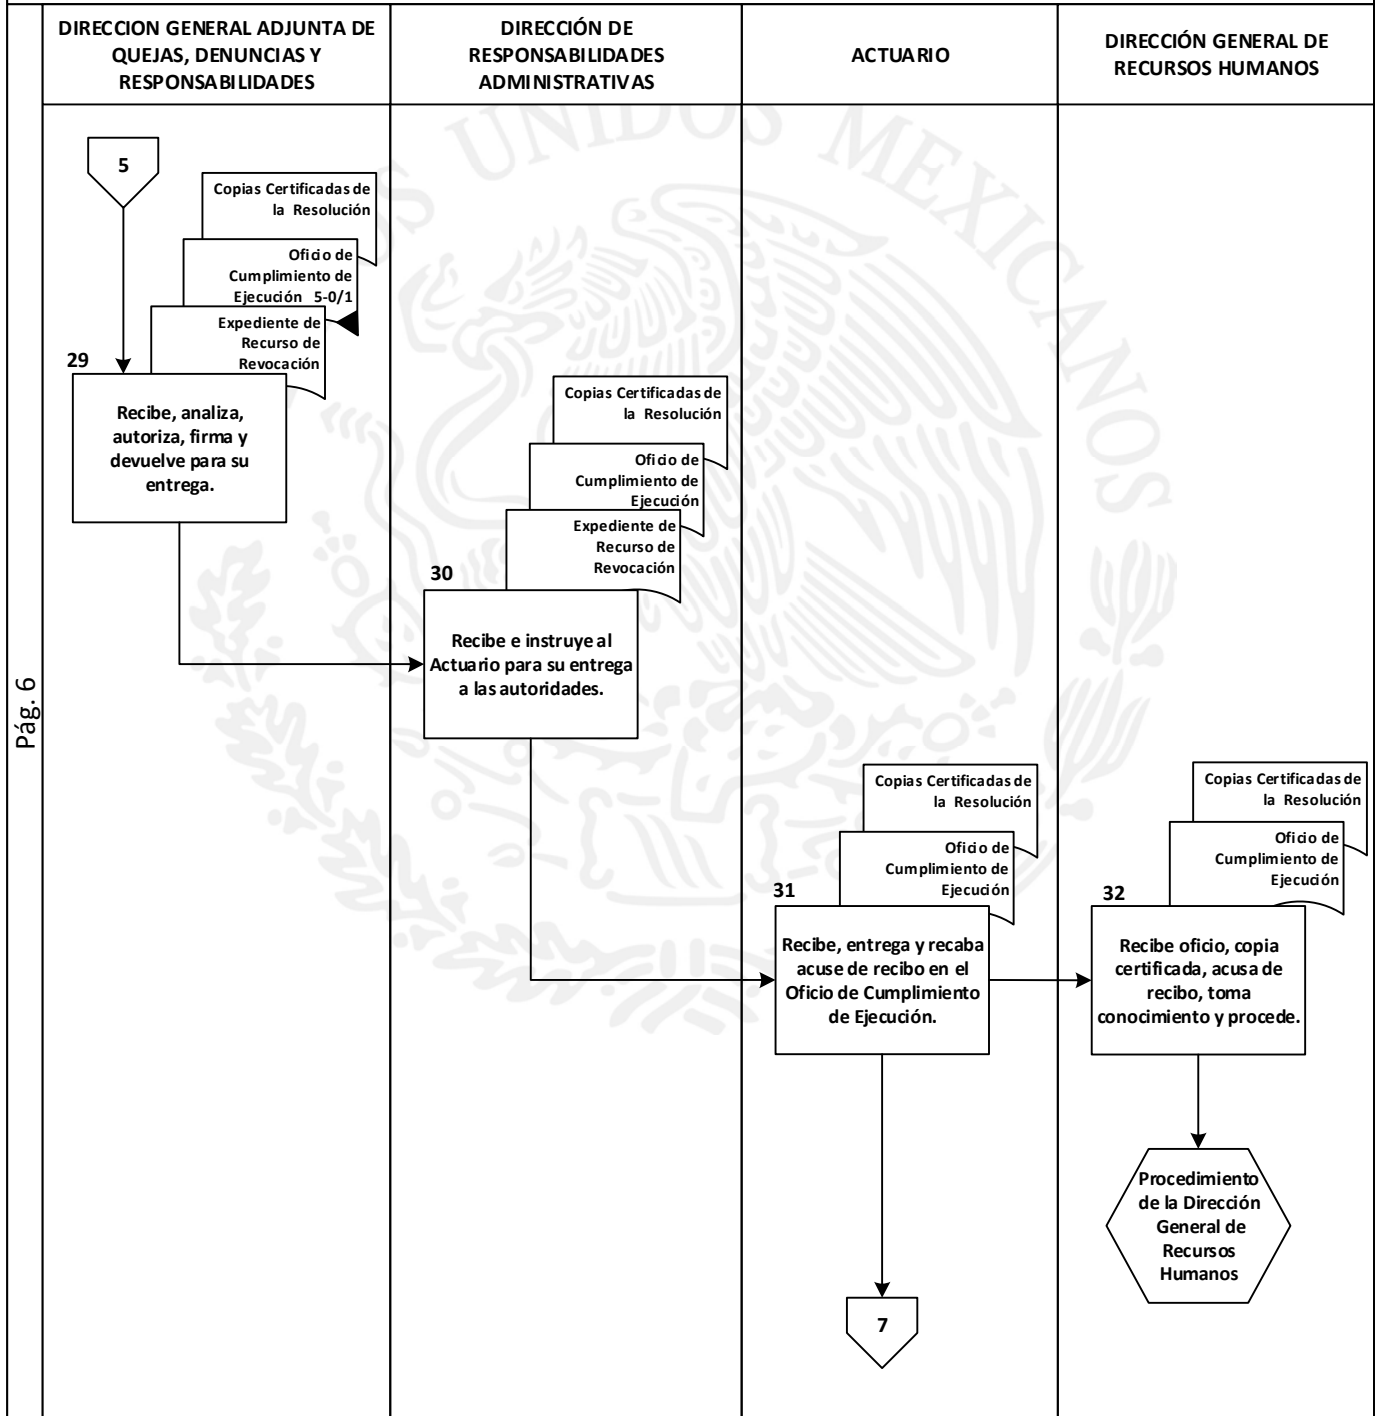 DIRECCION GENERAL ADJUNTA DE
QUEJAS, DENUNCIAS Y
RESPONSABILIDADES
DIRECCIÓN DE
RESPONSABILIDADES
ADMINISTRATIVAS
ACTUARIO
DIRECCIÓN GENERAL DE
RECURSOS HUMANOS
Pág. 6
OS UNIDOS MEXICANOS
5
Copias Certificadas de
la Resolución
Oficio de
Cumplimiento de
Ejecución 5-0/1
Expediente de
Recurso de
Revocación
29
Recibe, analiza,
autoriza, firma y
devuelve para su
entrega.
Copias Certificadas de
la Resolución
Oficio de
Cumplimiento de
Ejecución
Expediente de
Recurso de
Revocación
30
Recibe e instruye al
Actuario para su entrega
a las autoridades.
Copias Certificadas de
la Resolución
Oficio de
Cumplimiento de
Ejecución
31
Recibe, entrega y recaba
acuse de recibo en el
Oficio de Cumplimiento
de Ejecución.
Copias Certificadas de
la Resolución
Oficio de
Cumplimiento de
Ejecución
32
Recibe oficio, copia
certificada, acusa de
recibo, toma
conocimiento y procede.
Procedimiento
de la Dirección
General de
Recursos
Humanos
7